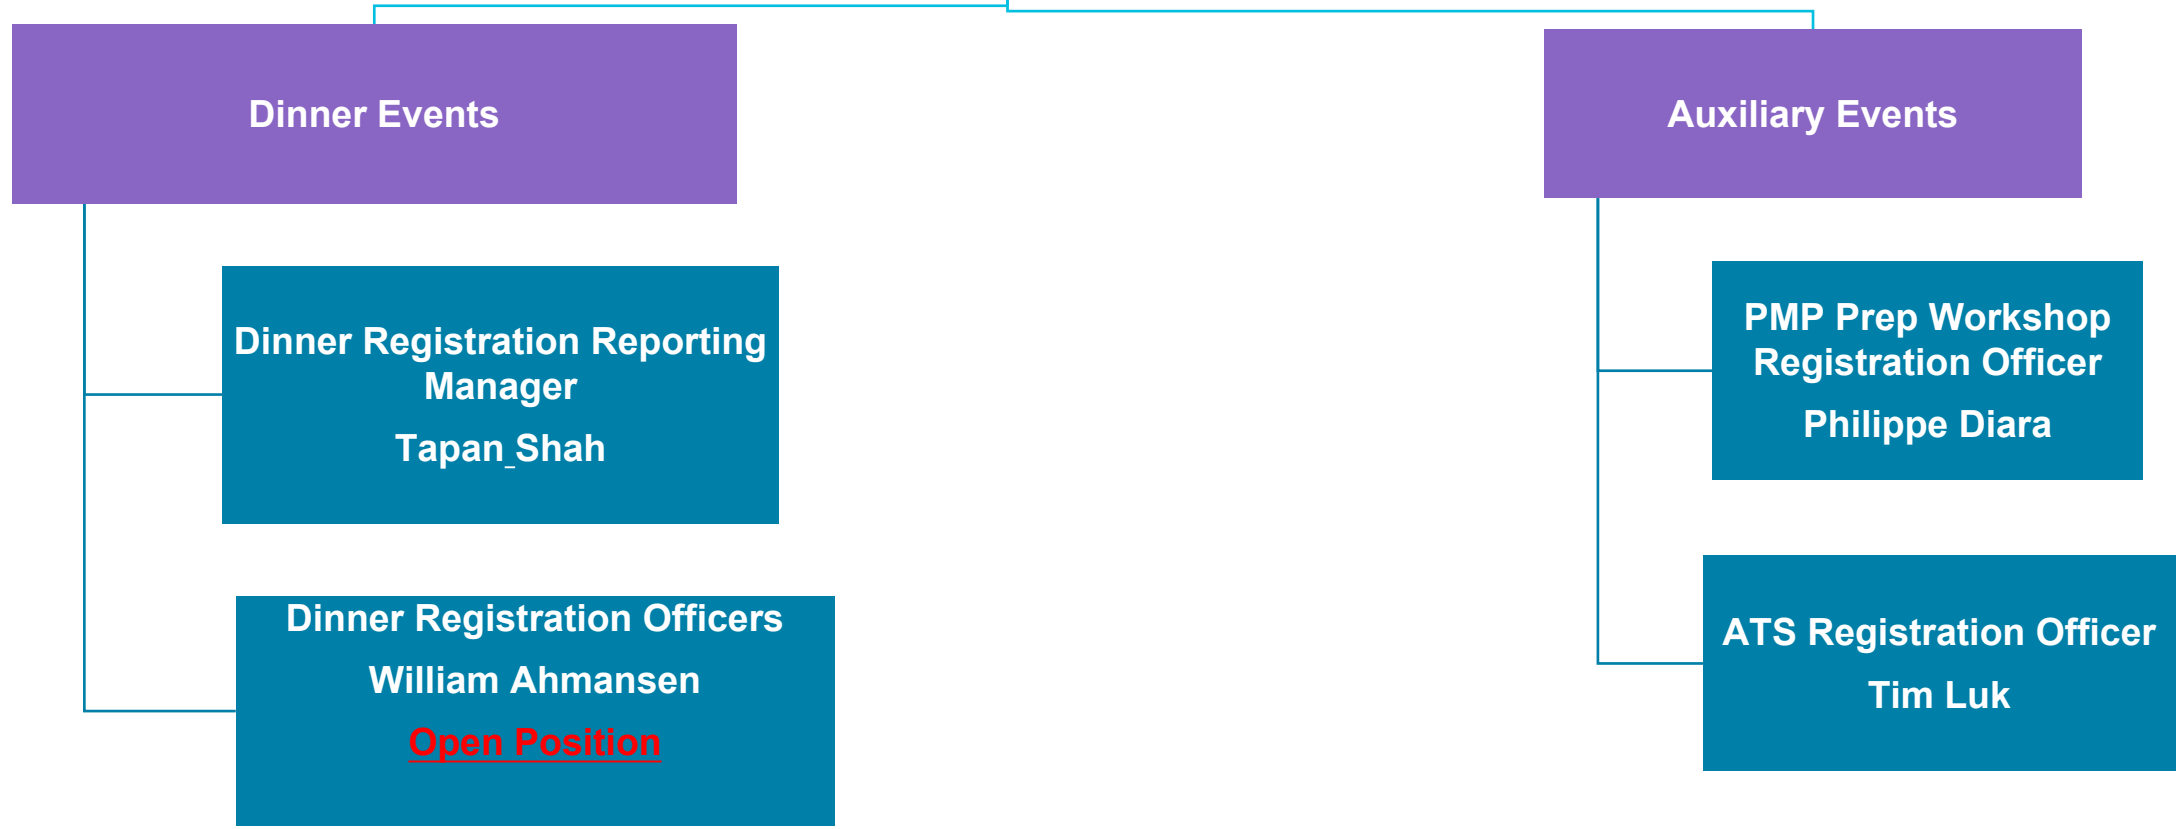 Dinner Events
Auxiliary Events
Dinner Registration Reporting
Manager
Tapan Shah
PMP Prep Workshop
Registration Officer
Philippe Diara
Dinner Registration Officers
William Ahmansen
Open Position
ATS Registration Officer
Tim Luk